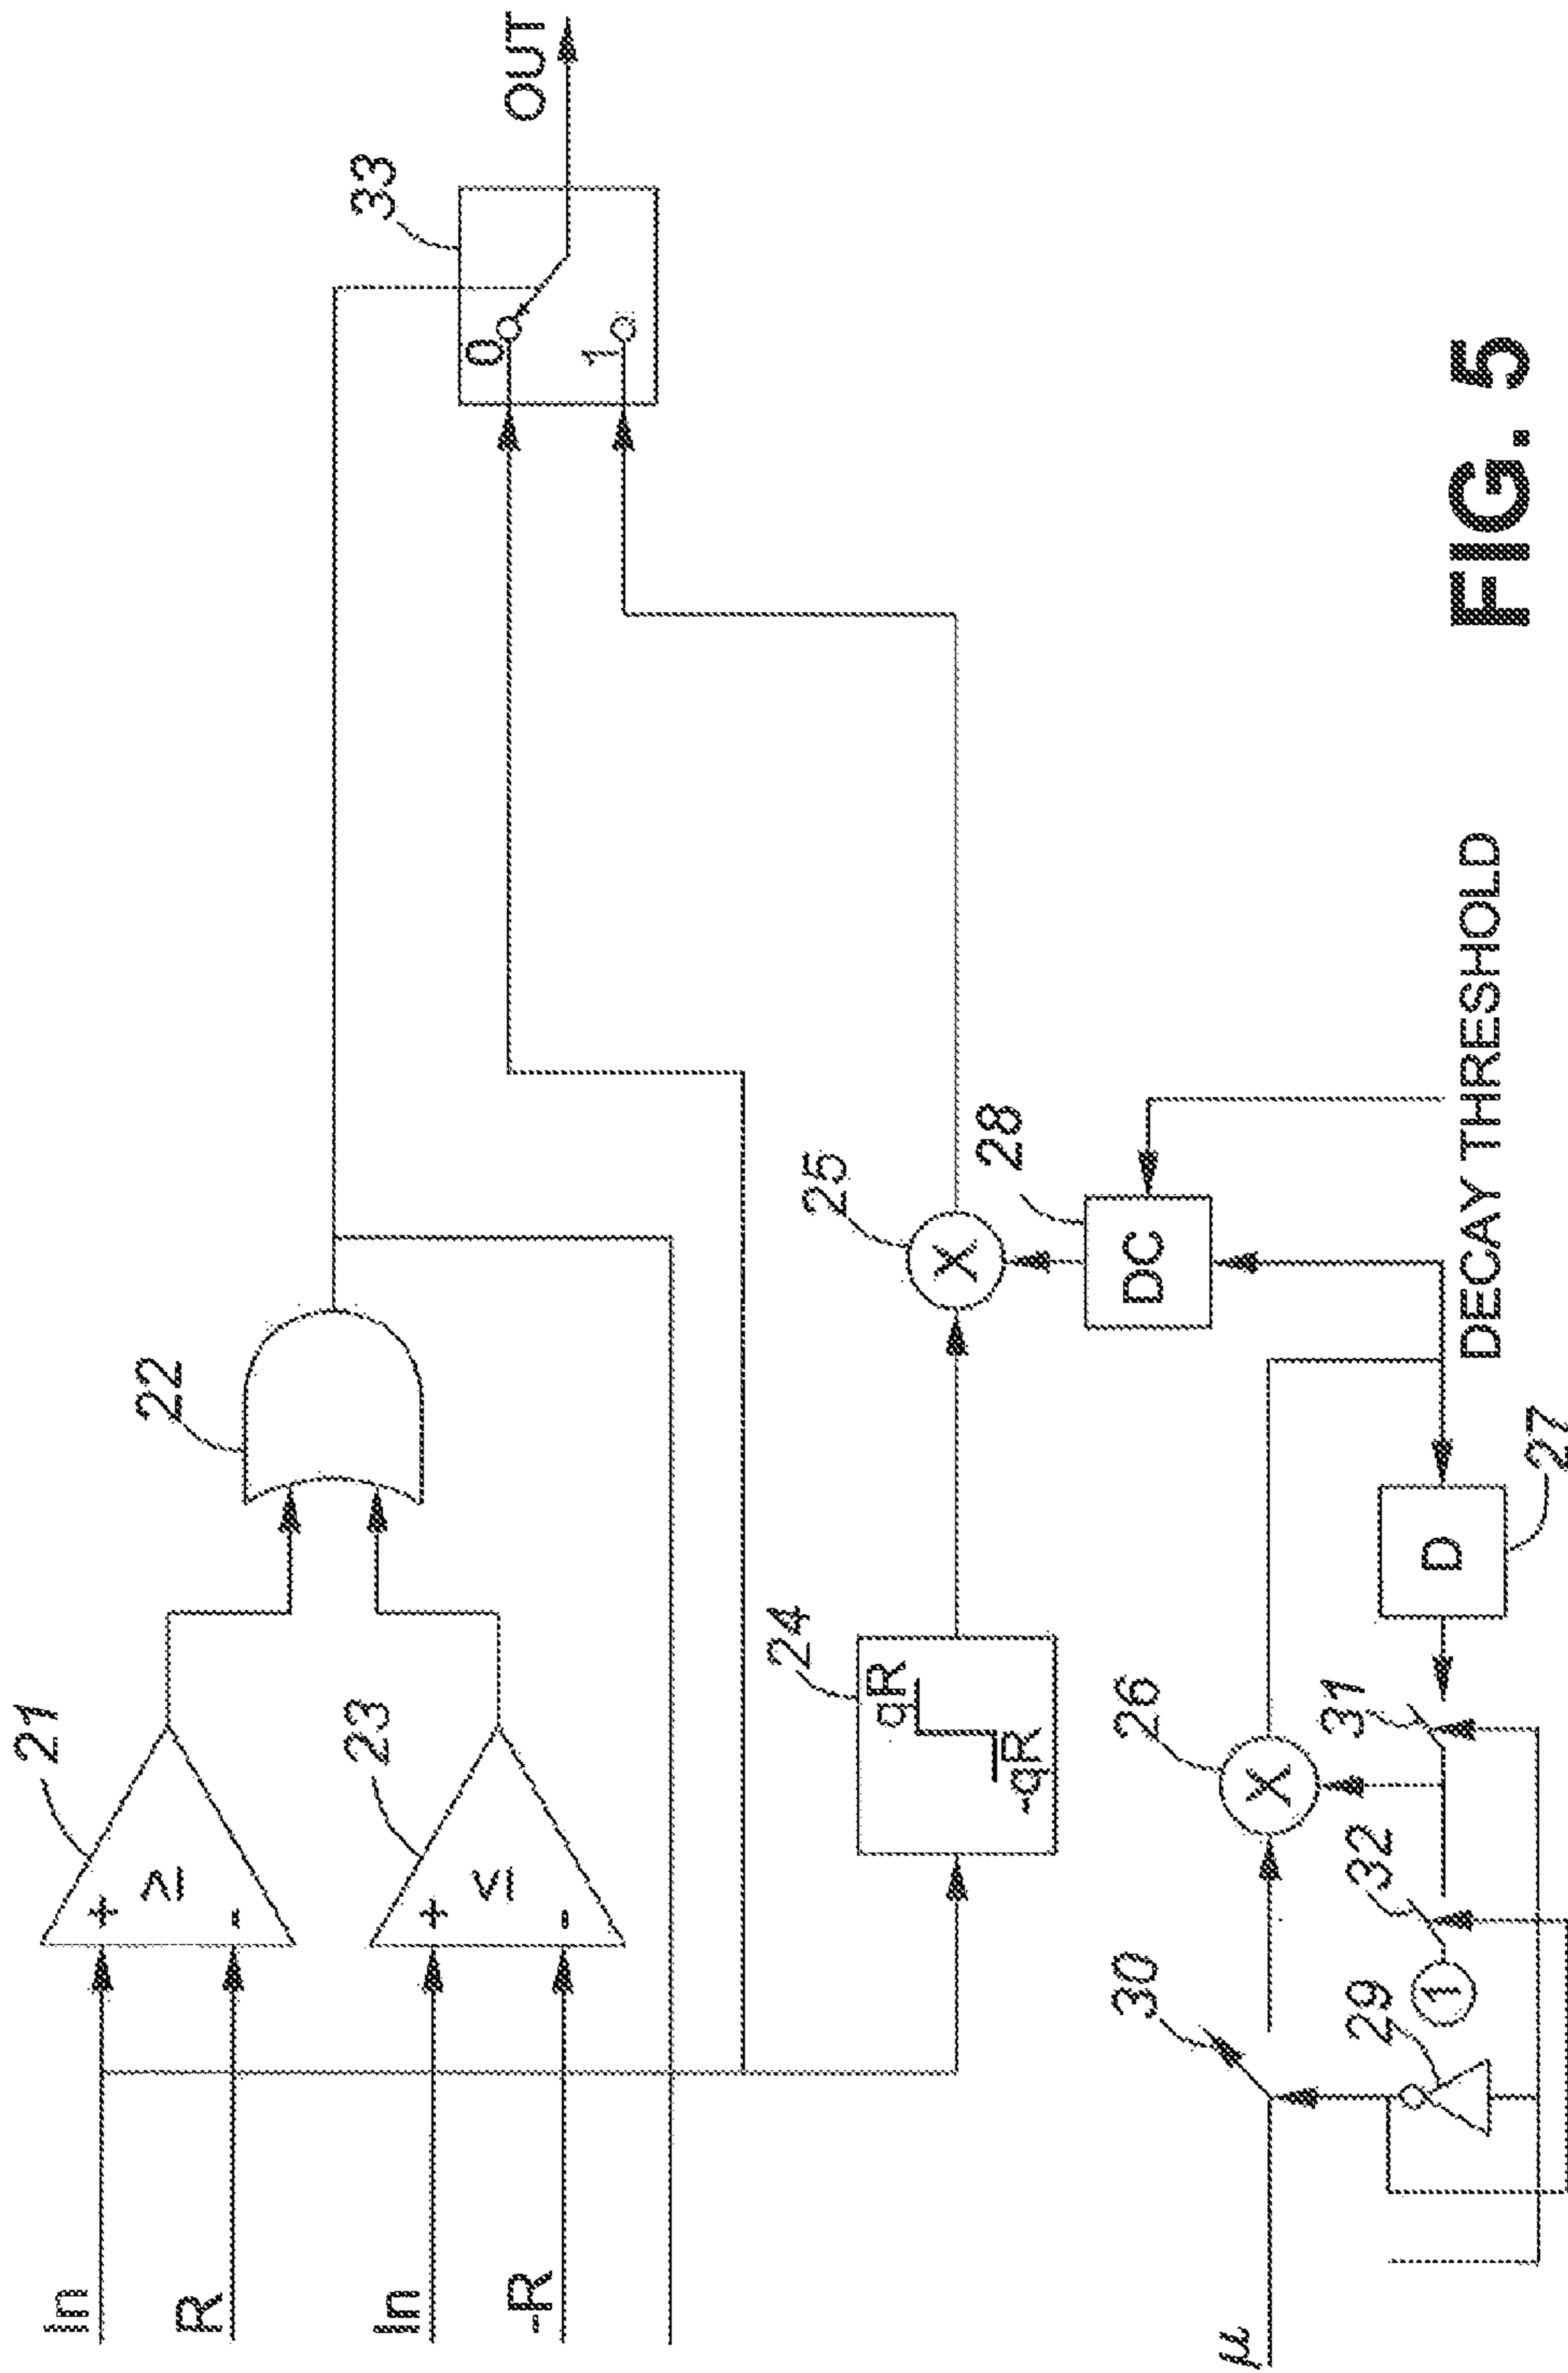 In
R
In
-R
μ
21
+
≥
-
23
+
≤
-
22
24
qR
-qR
25
X
26
X
28
DC
27
D
29
30
31
32
1
DECAY THRESHOLD
33
0
1
OUT
FIG. 5